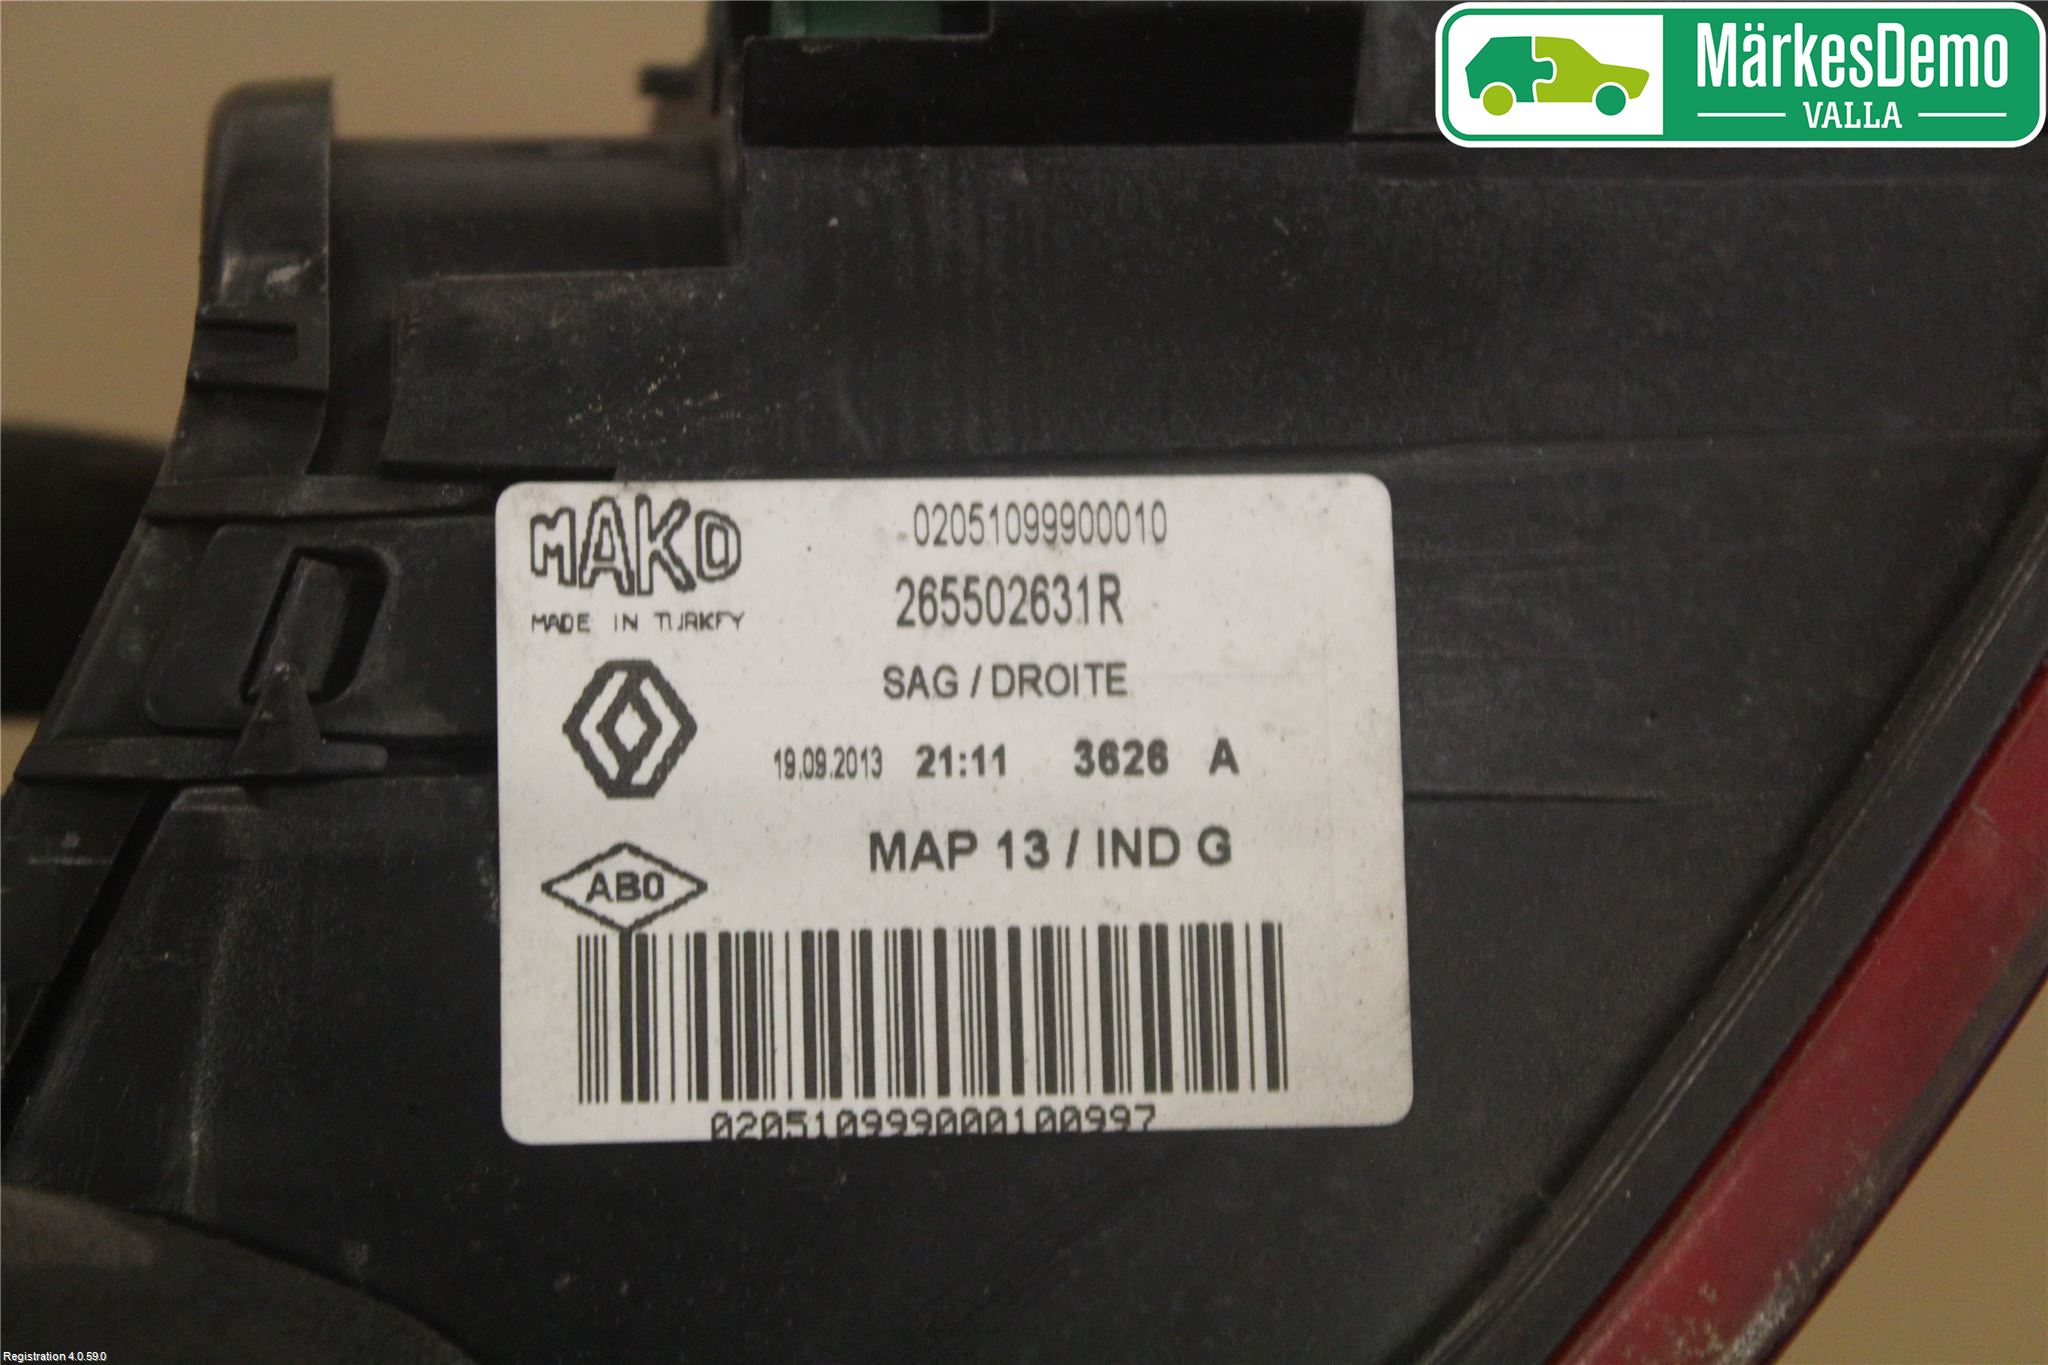 MärkesDemo
VALLA
MAKO
MADE IN TURKEY
02051099900010
265502631R
SAG / DROITE
19.09.2013 21:11 3626 A
MAP 13 / IND G
ABO
020510999000100997
Registration 4.0.59.0